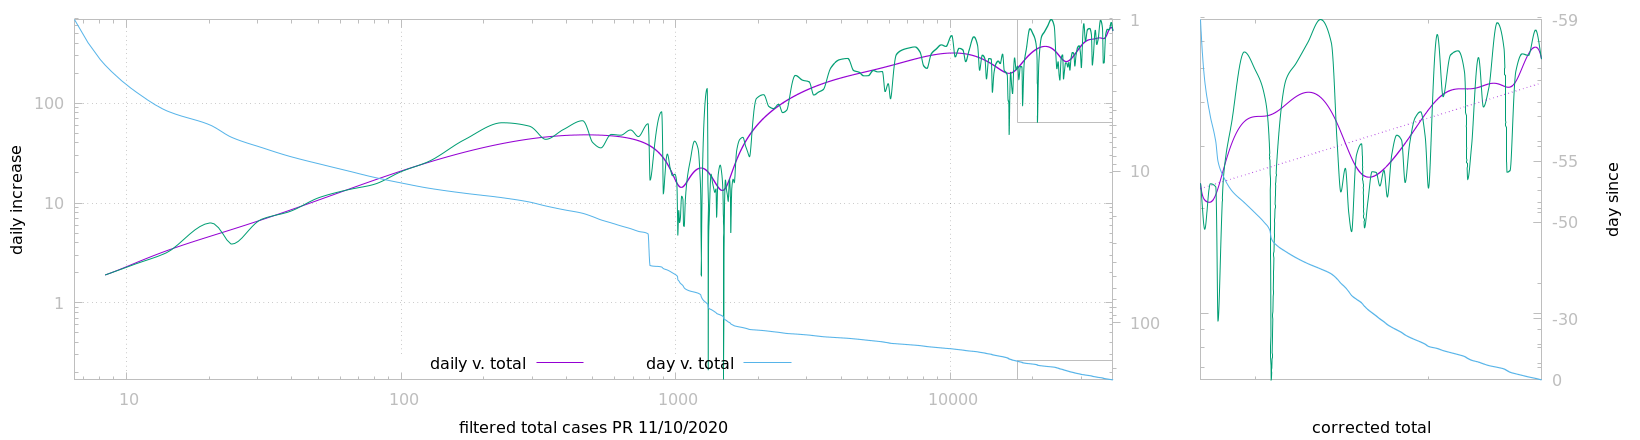 daily increase
100
10
1
10
100
1000
10000
filtered total cases PR 11/10/2020
daily v. total
day v. total
1
10
100
corrected total
-59
-55
-50
-30
0
day since